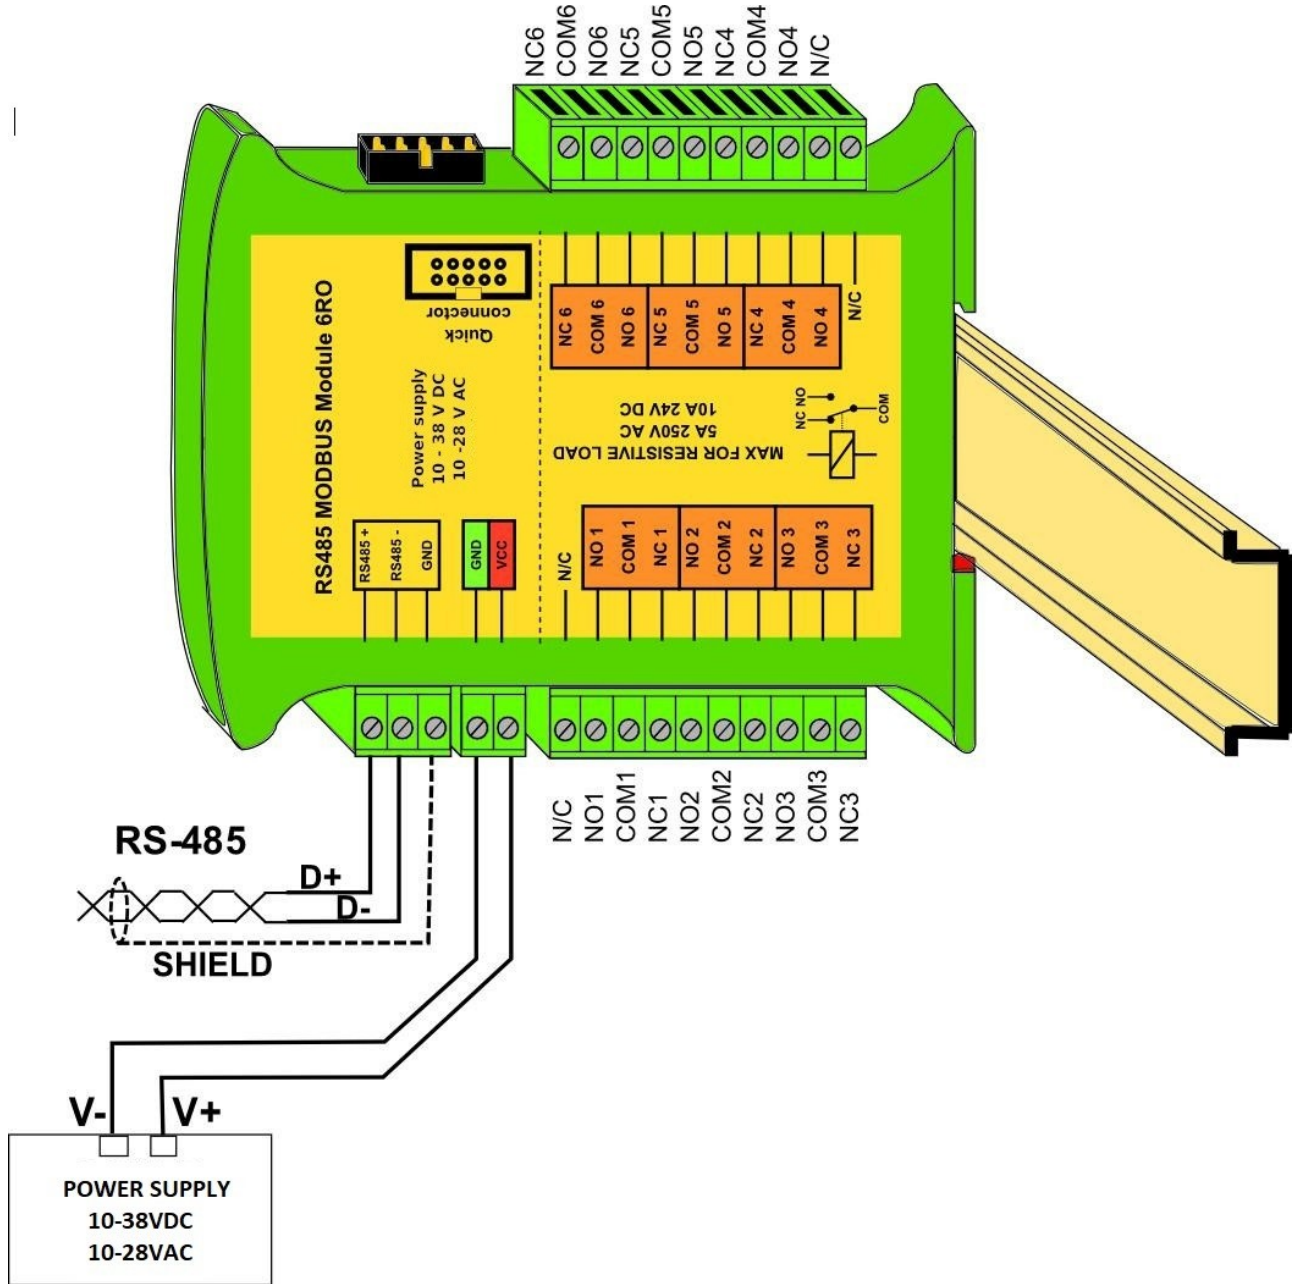 NC6
COM6
NO6
NC5
COM5
NO5
NC4
COM4
NO4
N/C
RS485 MODBUS Module 6RO
Quick
connector
Power supply
10 - 38 V DC
10 -28 V AC
NC 6
COM 6
NO 6
NC 5
COM 5
NO 5
NC 4
COM 4
NO 4
N/C
MAX FOR RESISTIVE LOAD
5A 250V AC
10A 24V DC
NC NO
COM
RS485 +
RS485 -
GND
GND
VCC
N/C
NO 1
COM 1
NC 1
NO 2
COM 2
NC 2
NO 3
COM 3
NC 3
N/C
NO1
COM1
NC1
NO2
COM2
NC2
NO3
COM3
NC3
RS-485
D+
D-
SHIELD
V-
V+
POWER SUPPLY
10-38VDC
10-28VAC